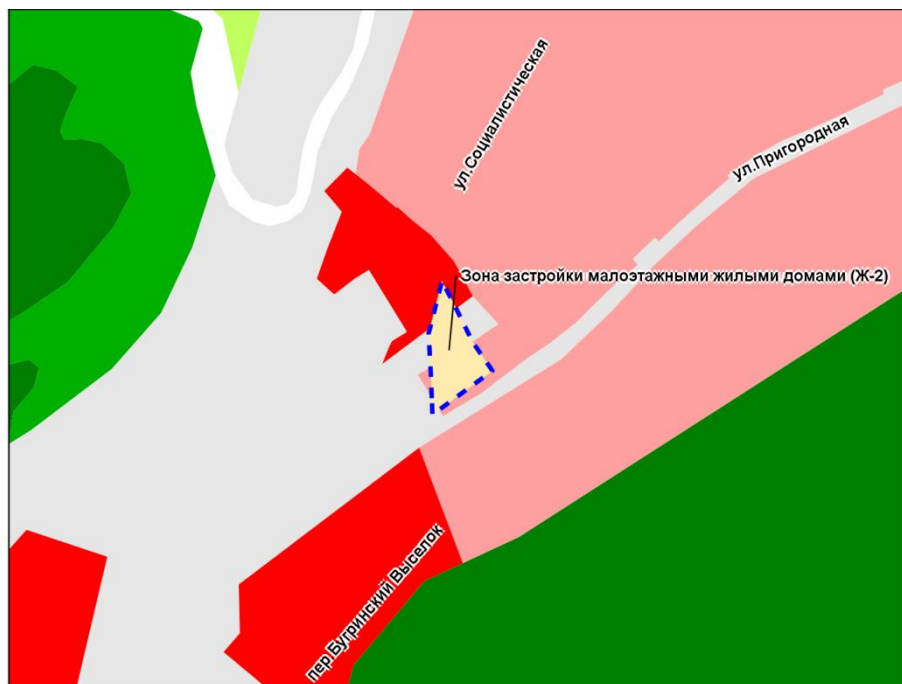 ул.Социалистическая
ул.Пригородная
Зона застройки малоэтажными жилыми домами (Ж-2)
пер Бугринский Выселок